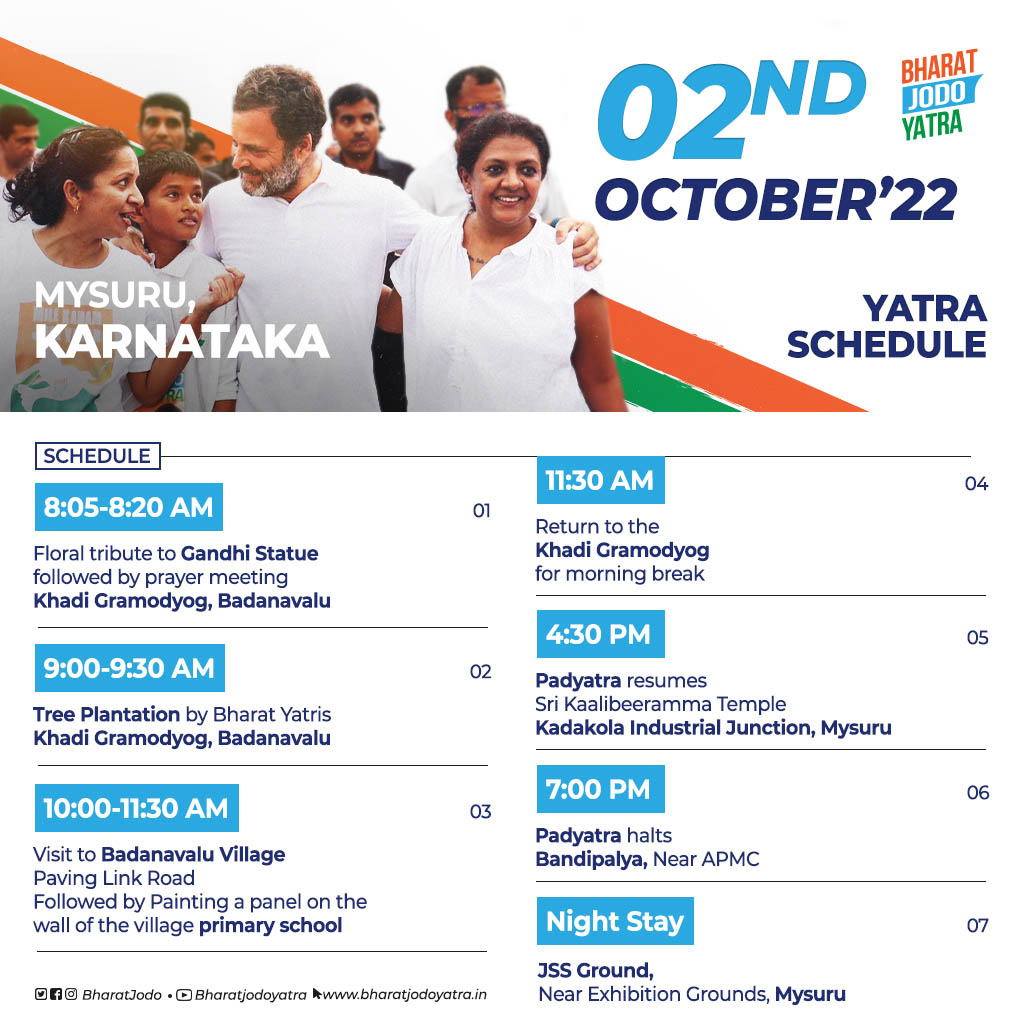 02ND
OCTOBER'22
BHARAT
JODO
YATRA
MYSURU,
KARNATAKA
YATRA
SCHEDULE
SCHEDULE
8:05-8:20 AM
01
Floral tribute to Gandhi Statue
followed by prayer meeting
Khadi Gramodyog, Badanavalu
9:00-9:30 AM
02
Tree Plantation by Bharat Yatris
Khadi Gramodyog, Badanavalu
10:00-11:30 AM
03
Visit to Badanavalu Village
Paving Link Road
Followed by Painting a panel on the
wall of the village primary school
11:30 AM
04
Return to the
Khadi Gramodyog
for morning break
4:30 PM
05
Padyatra resumes
Sri Kaalibeeramma Temple
Kadakola Industrial Junction, Mysuru
7:00 PM
06
Padyatra halts
Bandipalya, Near APMC
Night Stay
07
JSS Ground,
Near Exhibition Grounds, Mysuru
BharatJodo • Bharatjodoyatra www.bharatjodoyatra.in